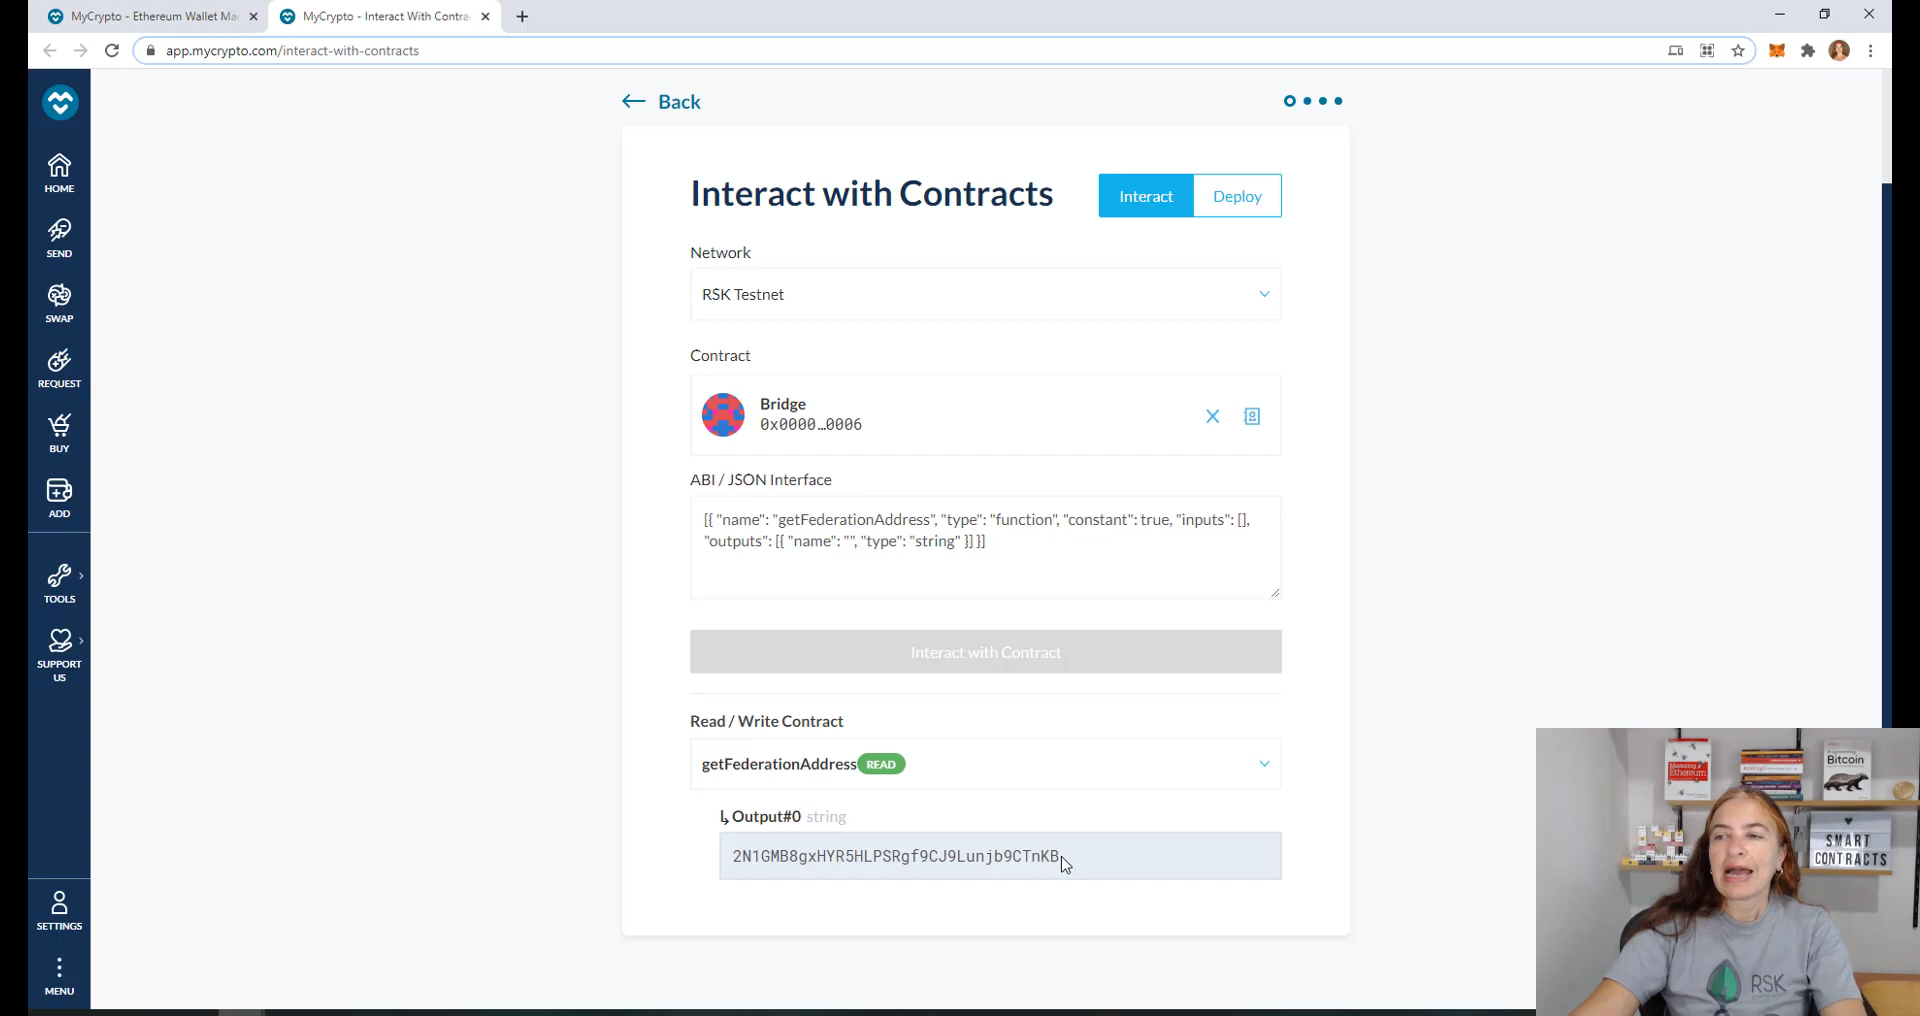 MyCrypto - Ethereum Wallet Ma
MyCrypto - Interact With Contra
app.mycrypto.com/interact-with-contracts
Back
HOME
SEND
SWAP
REQUEST
BUY
ADD
TOOLS
SUPPORT
US
SETTINGS
MENU
Interact with Contracts
Interact
Deploy
Network
RSK Testnet
Contract
Bridge
0x0000…0006
ABI / JSON Interface
[{ "name": "getFederationAddress", "type": "function", "constant": true, "inputs": [],
"outputs": [{ "name": "", "type": "string" }] }]
Interact with Contract
Read / Write Contract
getFederationAddress READ
Output#0 string
2N1GMB8gxHYR5HLPSRgf9CJ9Lunjb9CTnKB
Mastering
Ethereum
Programming
Bitcoin
SMART
CONTRACTS
RSK